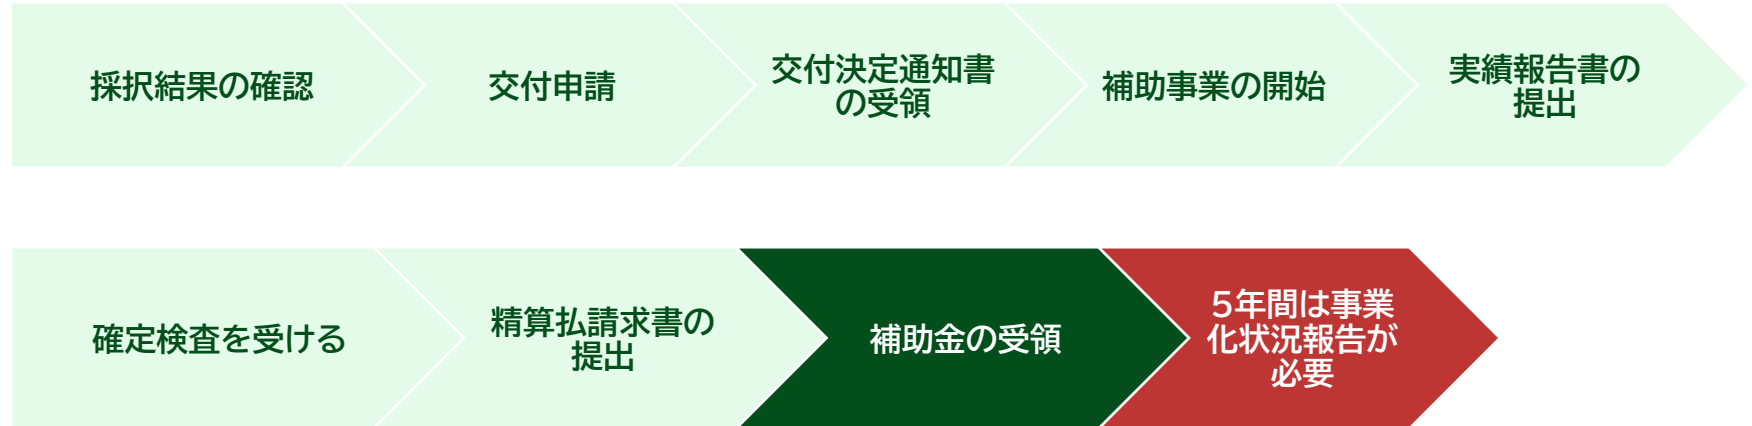 採択結果の確認
交付申請
交付決定通知書
の受領
補助事業の開始
実績報告書の
提出
確定検査を受ける
精算払請求書の
提出
補助金の受領
5年間は事業
化状況報告が
必要